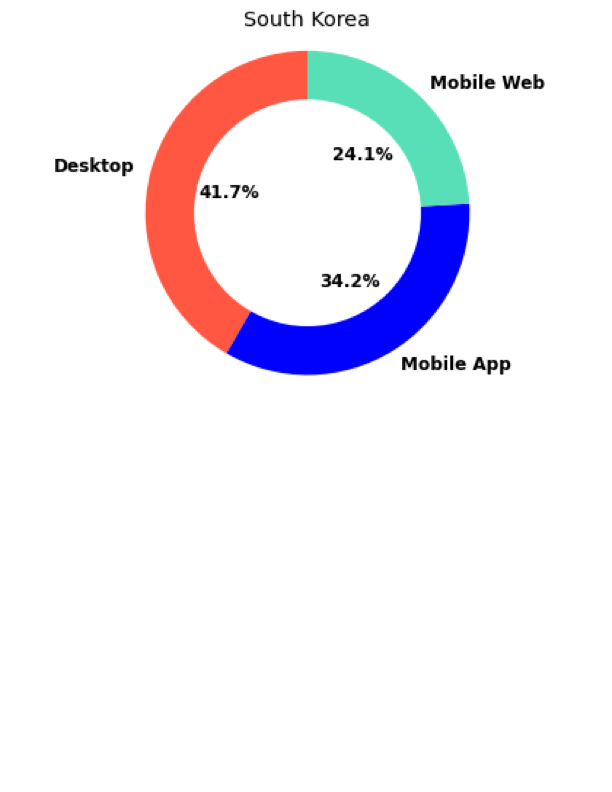 South Korea
Mobile Web
24.1%
Desktop
41.7%
34.2%
Mobile App